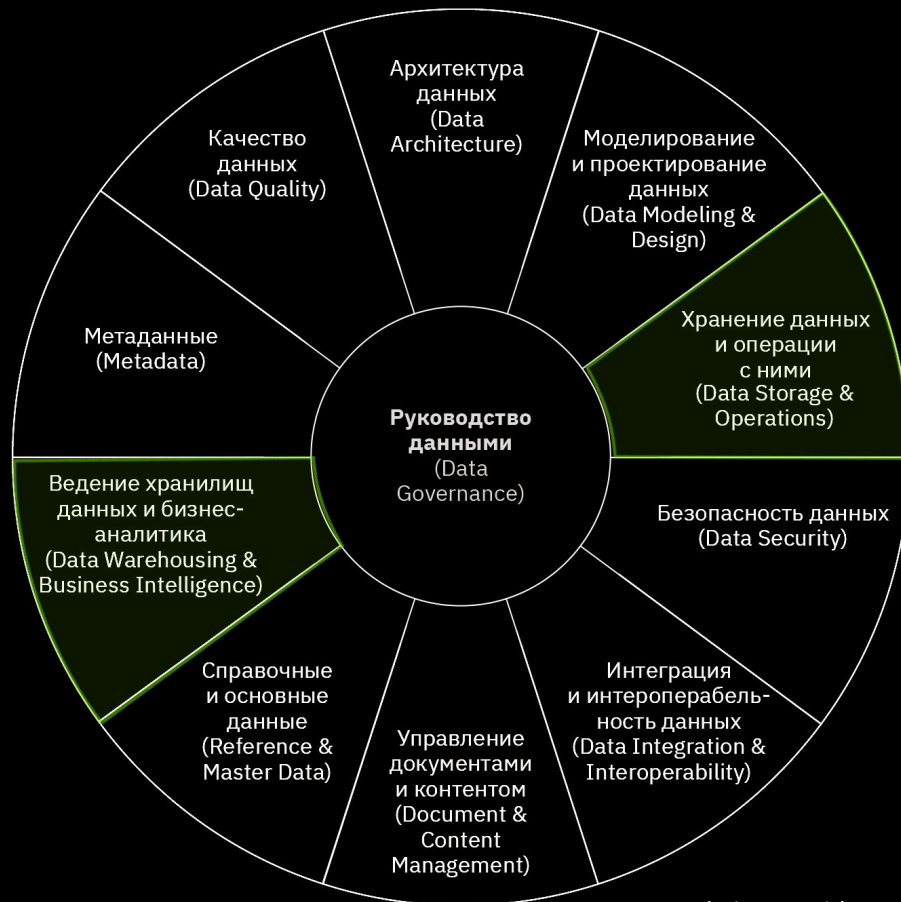 Архитектура
данных
(Data
Architecture)
Моделирование
и проектирование
данных
(Data Modeling &
Design)
Хранение данных
и операции
с ними
(Data Storage &
Operations)
Безопасность данных
(Data Security)
Интеграция
и интероперабель-
ность данных
(Data Integration &
Interoperability)
Управление
документами
и контентом
(Document &
Content
Management)
Справочные
и основные
данные
(Reference &
Master Data)
Ведение хранилищ
данных и бизнес-
аналитика
(Data Warehousing &
Business Intelligence)
Метаданные
(Metadata)
Качество
данных
(Data Quality)
Руководство
данными
(Data
Governance)